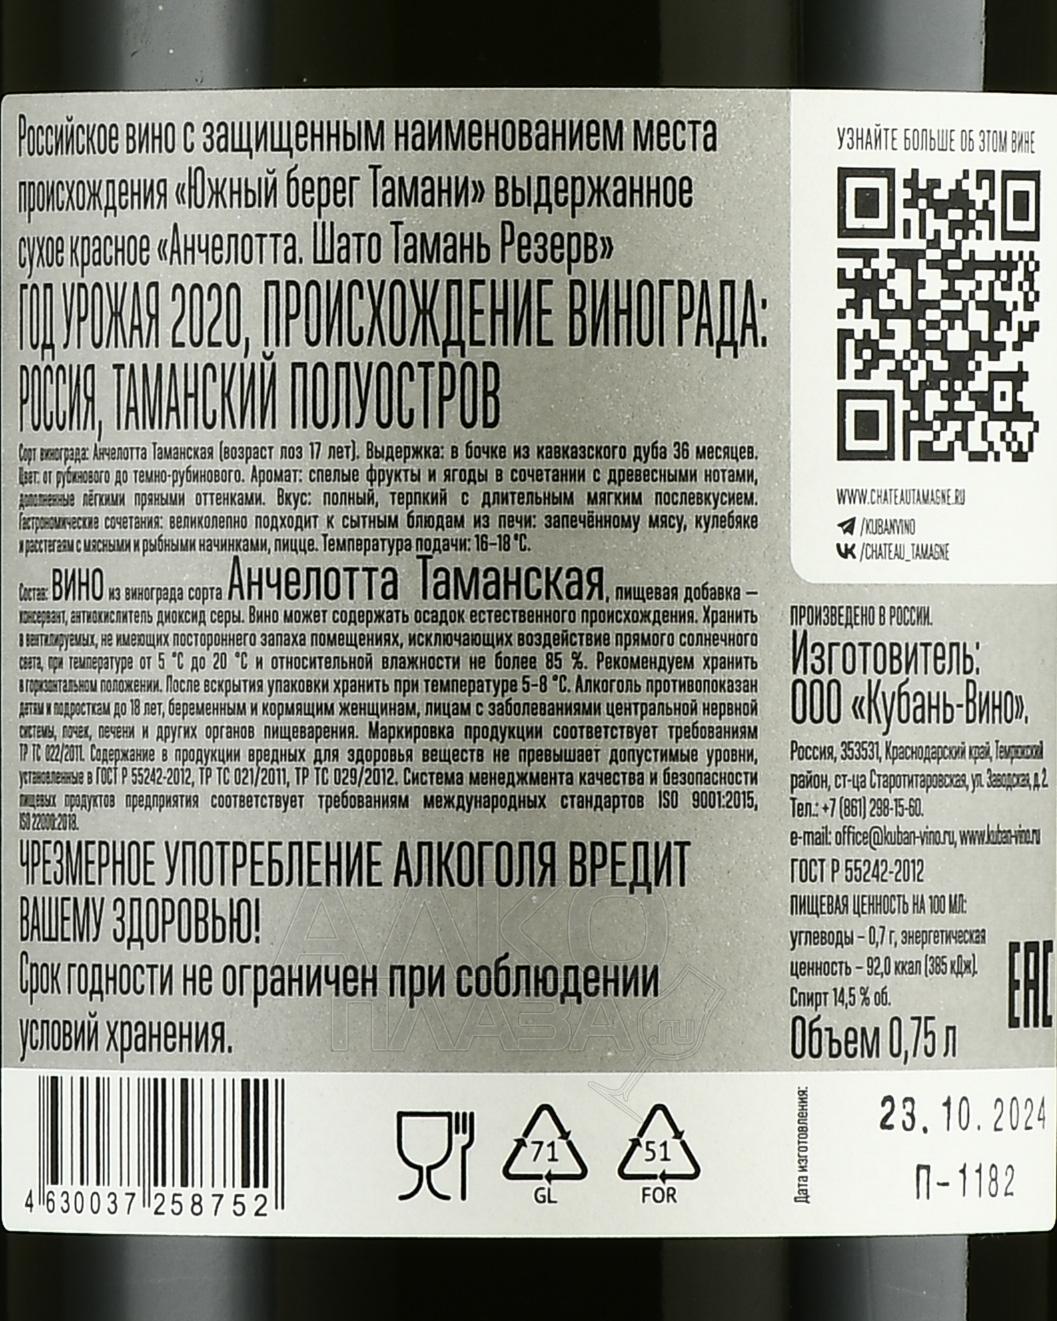 Российское вино с защищенным наименованием места
происхождения «Южный берег Тамани» выдержанное
сухое красное «Анчелотта. Шато Тамань Резерв»
ГОД УРОЖАЯ 2020, ПРОИСХОЖДЕНИЕ ВИНОГРАДА:
РОССИЯ, ТАМАНСКИЙ ПОЛУОСТРОВ
Сорт винограда: Анчелотта Таманская (возраст лоз 17 лет). Выдержка: в бочке из кавказского дуба 36 месяцев.
Цвет: от рубинового до темно-рубинового. Аромат: спелые фрукты и ягоды в сочетании с древесными нотами,
дополненные лёгкими пряными оттенками. Вкус: полный, терпкий с длительным мягким послевкусием.
Гастрономические сочетания: великолепно подходит к сытным блюдам из печи: запечённому мясу, кулебяке
и расстегаям с мясными и рыбными начинками, пицце. Температура подачи: 16–18 °С.
Состав: ВИНО из винограда сорта Анчелотта Таманская, пищевая добавка –
консервант, антиокислитель диоксид серы. Вино может содержать осадок естественного происхождения. Хранить
в вентилируемых, не имеющих постороннего запаха помещениях, исключающих воздействие прямого солнечного
света, при температуре от 5 °С до 20 °С и относительной влажности не более 85 %. Рекомендуем хранить
в горизонтальном положении. После вскрытия упаковки хранить при температуре 5–8 °С. Алкоголь противопоказан
детям и подросткам до 18 лет, беременным и кормящим женщинам, лицам с заболеваниями центральной нервной
системы, почек, печени и других органов пищеварения. Маркировка продукции соответствует требованиям
ТР ТС 022/2011. Содержание в продукции вредных для здоровья веществ не превышает допустимые уровни,
установленные в ГОСТ Р 55242-2012, ТР ТС 021/2011, ТР ТС 029/2012. Система менеджмента качества и безопасности
пищевых продуктов предприятия соответствует требованиям международных стандартов ISO 9001:2015,
ISO 22000:2018.
ЧРЕЗМЕРНОЕ УПОТРЕБЛЕНИЕ АЛКОГОЛЯ ВРЕДИТ
ВАШЕМУ ЗДОРОВЬЮ!
Срок годности не ограничен при соблюдении
условий хранения.
УЗНАЙТЕ БОЛЬШЕ ОБ ЭТОМ ВИНЕ
WWW.CHATEAUTAMAGNE.RU
/KUBANVINO
/CHATEAU_TAMAGNE
ПРОИЗВЕДЕНО В РОССИИ.
Изготовитель:
ООО «Кубань-Вино».
Россия, 353531, Краснодарский край, Темрюкский
район, ст-ца Старотитаровская, ул. Заводская, д. 2.
Тел.: +7 (861) 298-15-60.
e-mail: office@kuban-vino.ru, www.kuban-vino.ru
ГОСТ Р 55242-2012
ПИЩЕВАЯ ЦЕННОСТЬ НА 100 МЛ:
углеводы – 0,7 г, энергетическая
ценность – 92,0 ккал (385 кДж).
Спирт 14,5 % об.
Объем 0,75 л
ЕАС
АЛКО
ПЛАЗА.ru
4 630037 258752
71
GL
51
FOR
Дата изготовления:
23.10.2024
П-1182